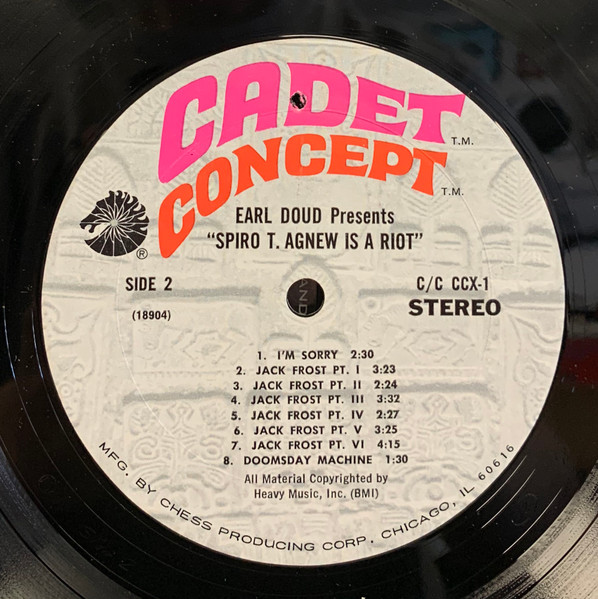 CADET T.M.
CONCEPT T.M.
EARL DOUD Presents
"SPIRO T. AGNEW IS A RIOT"
®
SIDE 2
C/C CCX-1
(18904)
STEREO
AND
1. I'M SORRY 2:30
2. JACK FROST PT. I 3:23
3. JACK FROST PT. II 2:24
4. JACK FROST PT. III 3:32
5. JACK FROST PT. IV 2:27
6. JACK FROST PT. V 3:25
7. JACK FROST PT. VI 4:15
8. DOOMSDAY MACHINE 1:30
All Material Copyrighted by
Heavy Music, Inc. (BMI)
MFG. BY CHESS PRODUCING CORP. CHICAGO, IL 60616